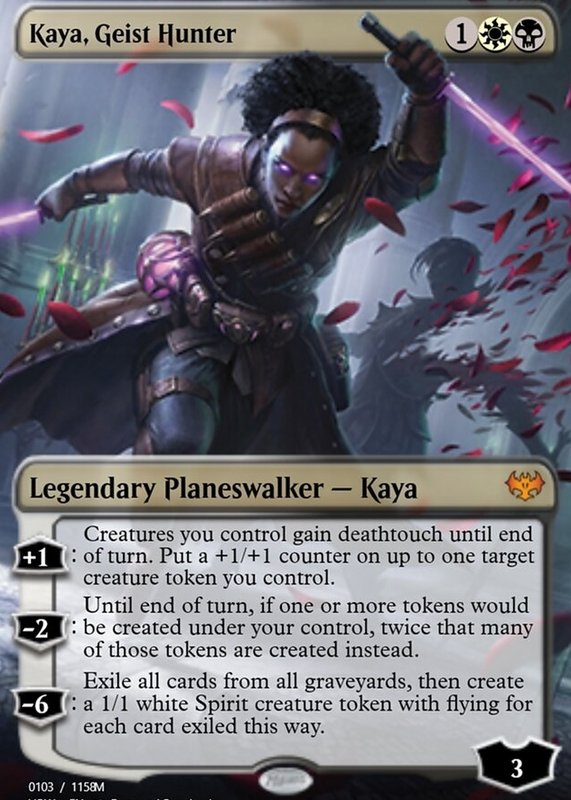 Kaya, Geist Hunter 1
Legendary Planeswalker — Kaya
+1: Creatures you control gain deathtouch until end
of turn. Put a +1/+1 counter on up to one target
creature token you control.
-2: Until end of turn, if one or more tokens would
be created under your control, twice that many
of those tokens are created instead.
-6: Exile all cards from all graveyards, then create
a 1/1 white Spirit creature token with flying for
each card exiled this way.
3
0103 / 1158M